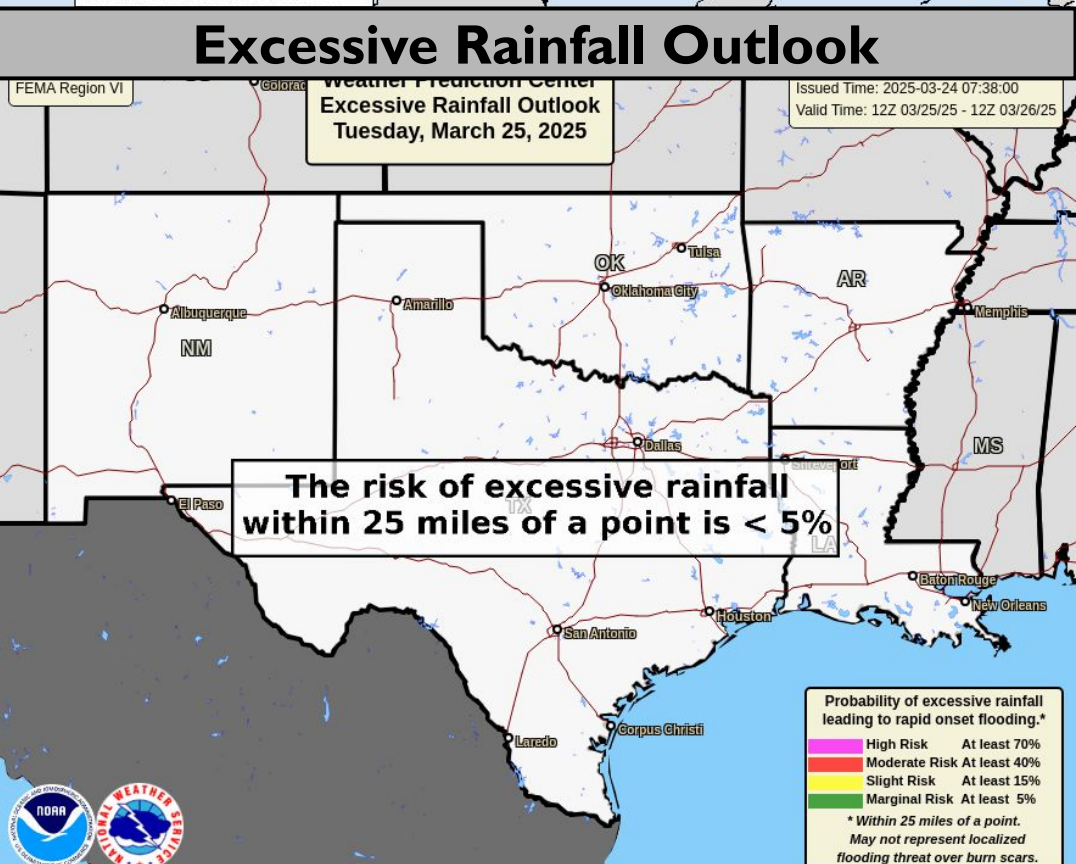 Excessive Rainfall Outlook
FEMA Region VI
Weather Prediction Center
Excessive Rainfall Outlook
Tuesday, March 25, 2025
Issued Time: 2025-03-24 07:38:00
Valid Time: 12Z 03/25/25 - 12Z 03/26/25
Colorad
Tulsa
OK
Oklahoma City
AR
Amarillo
Albuquerque
Memphis
NM
Dallas
MS
Shreveport
The risk of excessive rainfall
within 25 miles of a point is < 5%
TX
El Paso
LA
Baton Rouge
New Orleans
Houston
San Antonio
Corpus Christi
Laredo
Probability of excessive rainfall
leading to rapid onset flooding.*
High Risk At least 70%
Moderate Risk At least 40%
Slight Risk At least 15%
Marginal Risk At least 5%
* Within 25 miles of a point.
May not represent localized
flooding threat over burn scars.
NOAA
NATIONAL WEATHER SERVICE